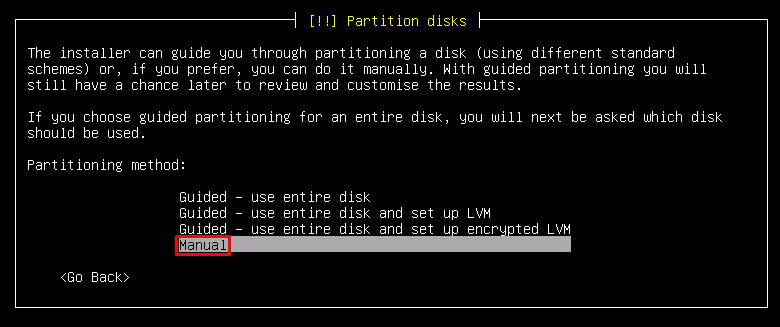 [!!] Partition disks
The installer can guide you through partitioning a disk (using different standard
schemes) or, if you prefer, you can do it manually. With guided partitioning you will
still have a chance later to review and customise the results.
If you choose guided partitioning for an entire disk, you will next be asked which disk
should be used.
Partitioning method:
Guided - use entire disk
Guided - use entire disk and set up LVM
Guided - use entire disk and set up encrypted LVM
Manual
<Go Back>